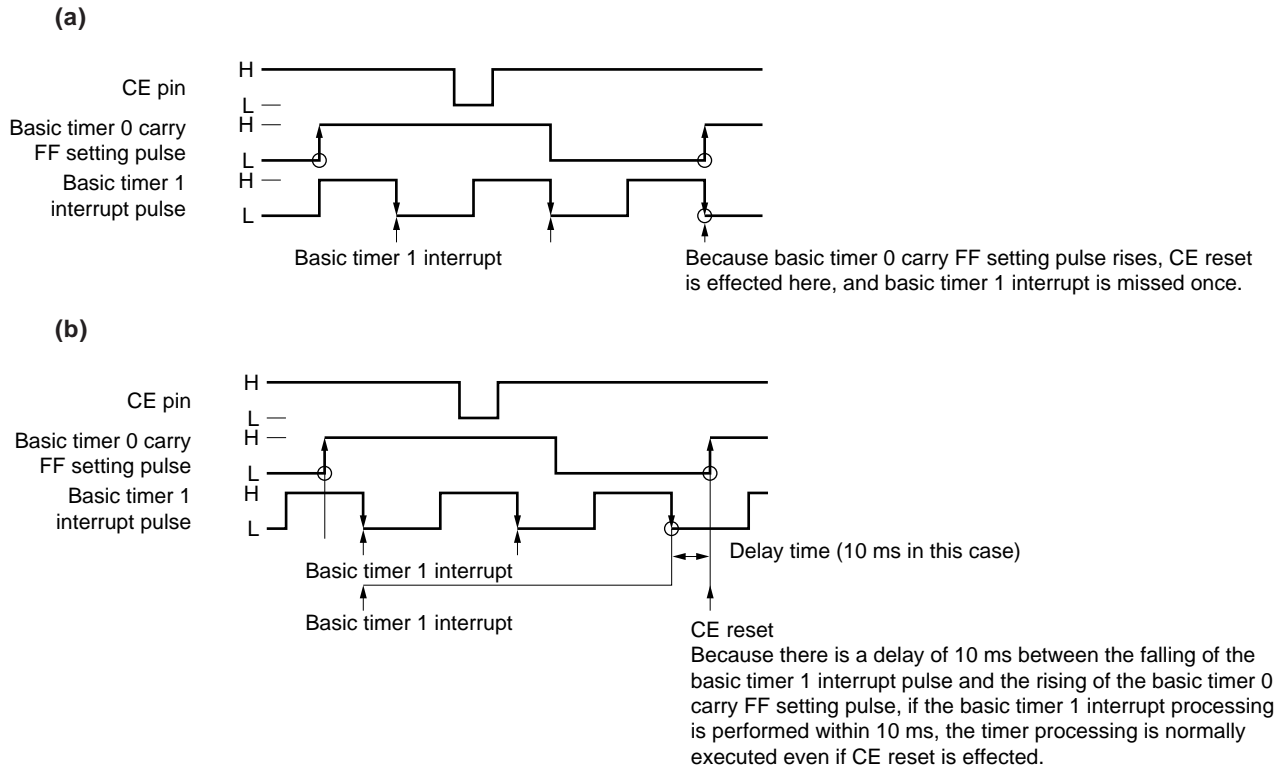 (a)
H
CE pin
L
Basic timer 0 carry
FF setting pulse
H
L
Basic timer 1
interrupt pulse
H
L
Basic timer 1 interrupt
Because basic timer 0 carry FF setting pulse rises, CE reset
is effected here, and basic timer 1 interrupt is missed once.
(b)
H
CE pin
L
Basic timer 0 carry
FF setting pulse
H
L
Basic timer 1
interrupt pulse
H
L
Delay time (10 ms in this case)
Basic timer 1 interrupt
Basic timer 1 interrupt
CE reset
Because there is a delay of 10 ms between the falling of the
basic timer 1 interrupt pulse and the rising of the basic timer 0
carry FF setting pulse, if the basic timer 1 interrupt processing
is performed within 10 ms, the timer processing is normally
executed even if CE reset is effected.